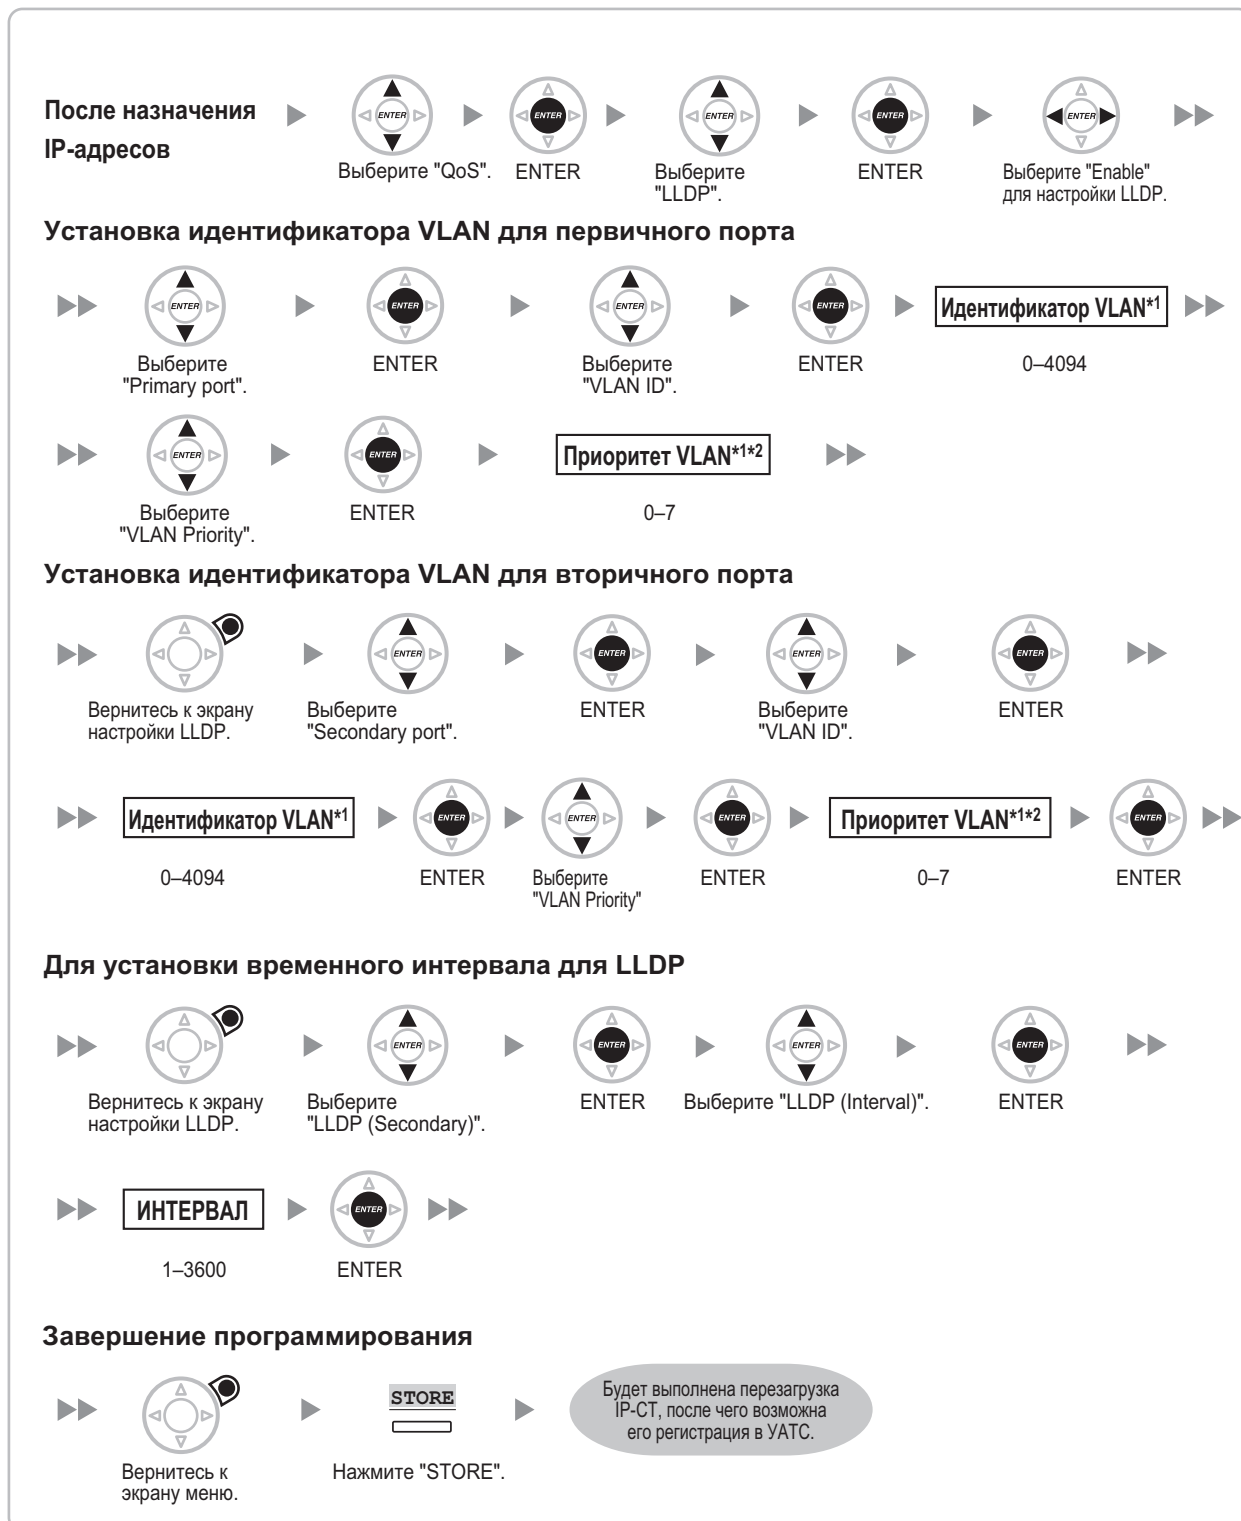 После назначения
IP-адресов
ENTER
Выберите "QoS".
ENTER
ENTER
ENTER
Выберите
"LLDP".
ENTER
ENTER
ENTER
Выберите "Enable"
для настройки LLDP.
Установка идентификатора VLAN для первичного порта
ENTER
Выберите
"Primary port".
ENTER
ENTER
ENTER
Выберите
"VLAN ID".
ENTER
ENTER
Идентификатор VLAN*1
0–4094
ENTER
Выберите
"VLAN Priority".
ENTER
ENTER
Приоритет VLAN*1*2
0–7
Установка идентификатора VLAN для вторичного порта
Вернитесь к экрану
настройки LLDP.
ENTER
Выберите
"Secondary port".
ENTER
ENTER
ENTER
Выберите
"VLAN ID".
ENTER
ENTER
Идентификатор VLAN*1
0–4094
ENTER
ENTER
ENTER
Выберите
"VLAN Priority"
ENTER
ENTER
Приоритет VLAN*1*2
0–7
ENTER
ENTER
Для установки временного интервала для LLDP
Вернитесь к экрану
настройки LLDP.
ENTER
Выберите
"LLDP (Secondary)".
ENTER
ENTER
ENTER
Выберите "LLDP (Interval)".
ENTER
ENTER
ИНТЕРВАЛ
1–3600
ENTER
ENTER
Завершение программирования
Вернитесь к
экрану меню.
STORE
Нажмите "STORE".
Будет выполнена перезагрузка
IP-СТ, после чего возможна
его регистрация в УАТС.